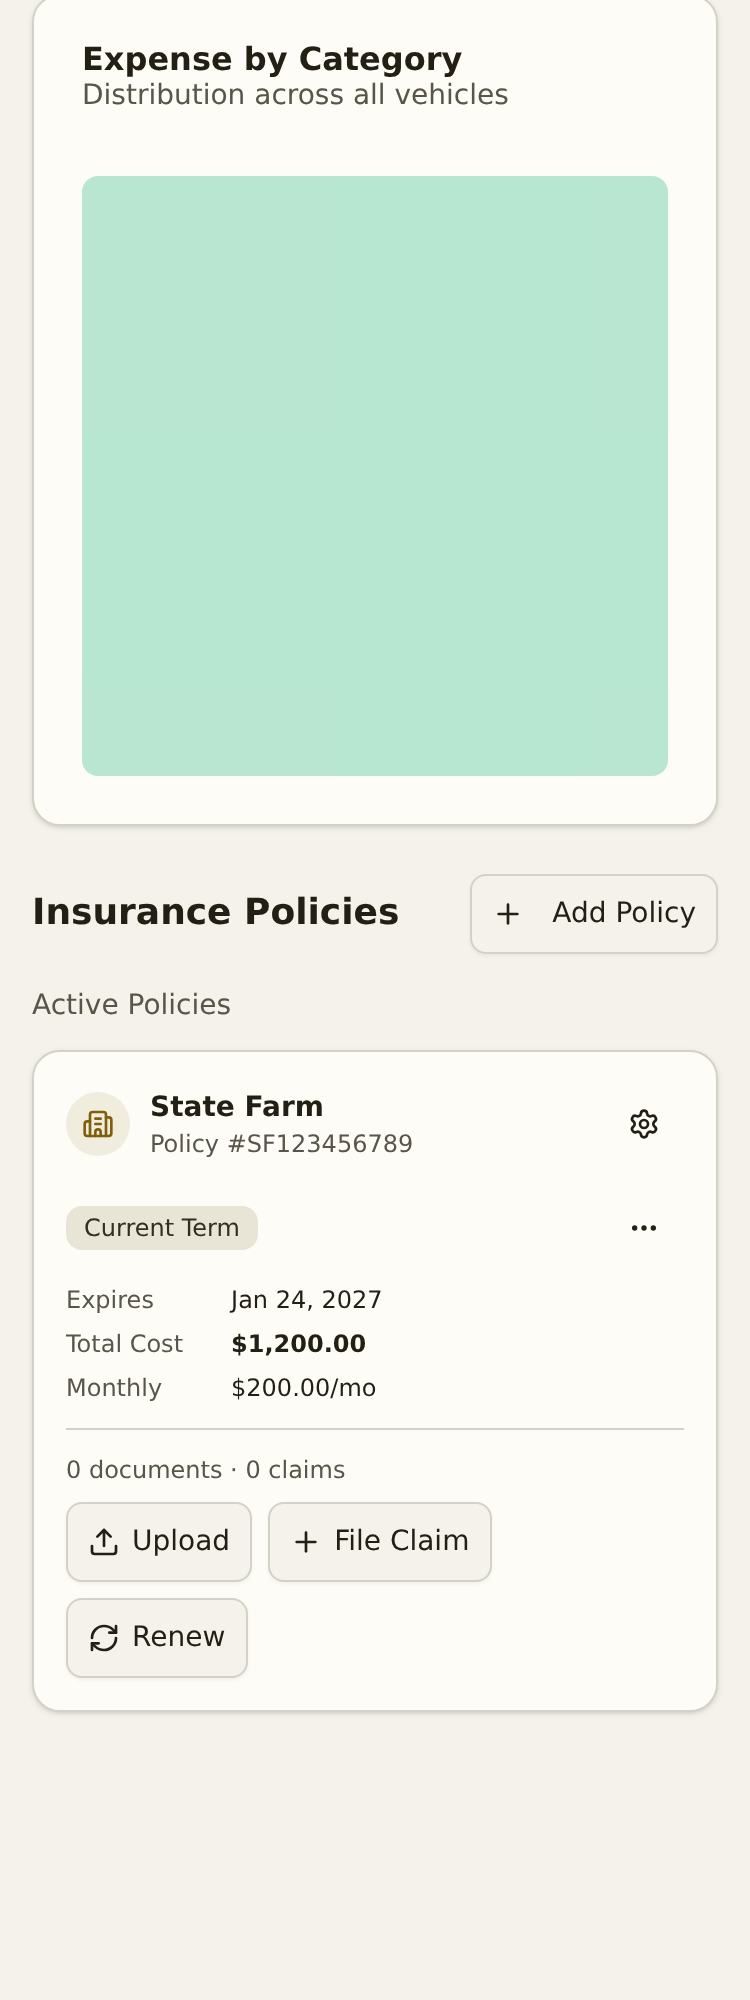 Expense by Category
Distribution across all vehicles
Insurance Policies
Add Policy
Active Policies
State Farm
Policy #SF123456789
Current Term
Expires Jan 24, 2027
Total Cost $1,200.00
Monthly $200.00/mo
0 documents · 0 claims
Upload File Claim
Renew